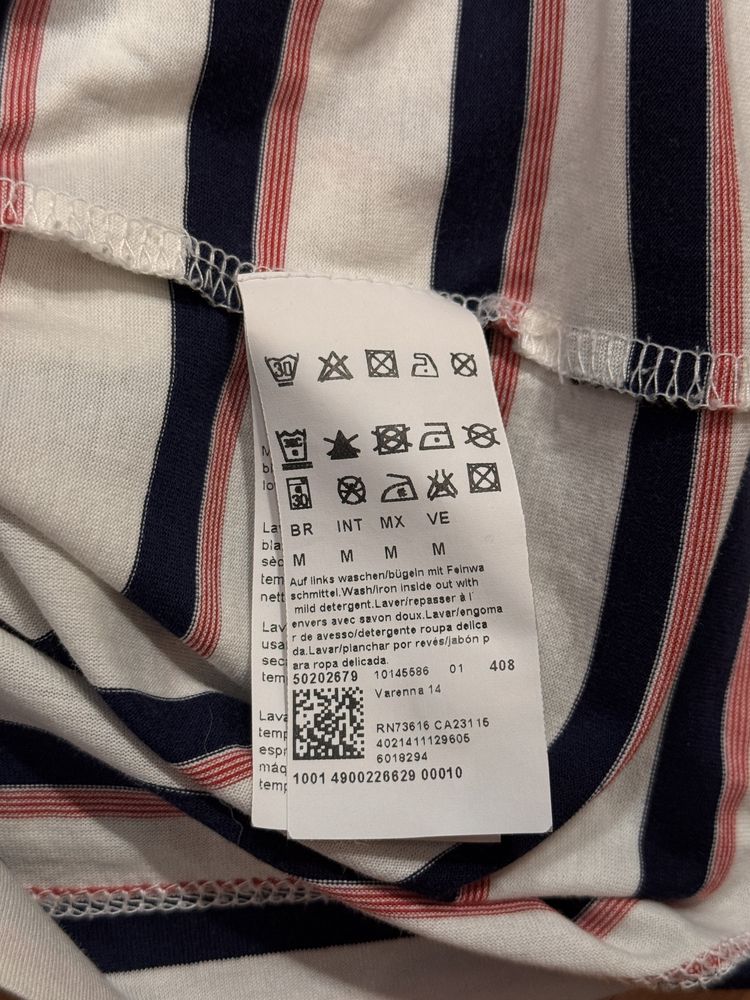 30
30
BR INT MX VE
M M M M
Auf links waschen/bügeln mit Feinwa
schmittel.Wash/iron inside out with
mild detergent.Laver/repasser à l'
envers avec savon doux.Lavar/engoma
r de avesso/detergente roupa delica
da.Lavar/planchar por revés/jabón p
ara ropa delicada.
50202679 10145586 01 408
Varenna 14
RN73616 CA23115
4021411129605
6018294
1001 4900226629 00010